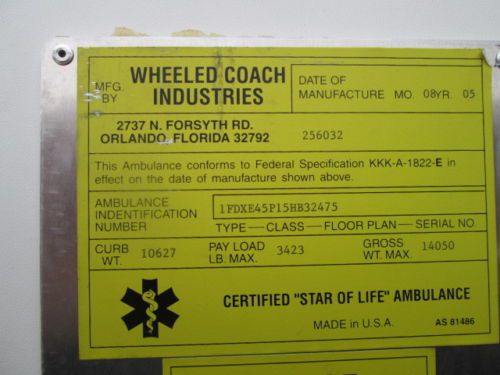 MFG. BY WHEELED COACH INDUSTRIES
DATE OF MANUFACTURE MO. 08 YR. 05
2737 N. FORSYTH RD.
ORLANDO, FLORIDA 32792 256032
This Ambulance conforms to Federal Specification KKK-A-1822-E in
effect on the date of manufacture shown above.
AMBULANCE INDENTIFICATION NUMBER
1FDXE45P15HB32475
TYPE — CLASS — FLOOR PLAN — SERIAL NO
CURB WT. 10627 PAY LOAD LB. MAX. 3423 GROSS WT. MAX. 14050
CERTIFIED "STAR OF LIFE" AMBULANCE
MADE in U.S.A. AS 81486